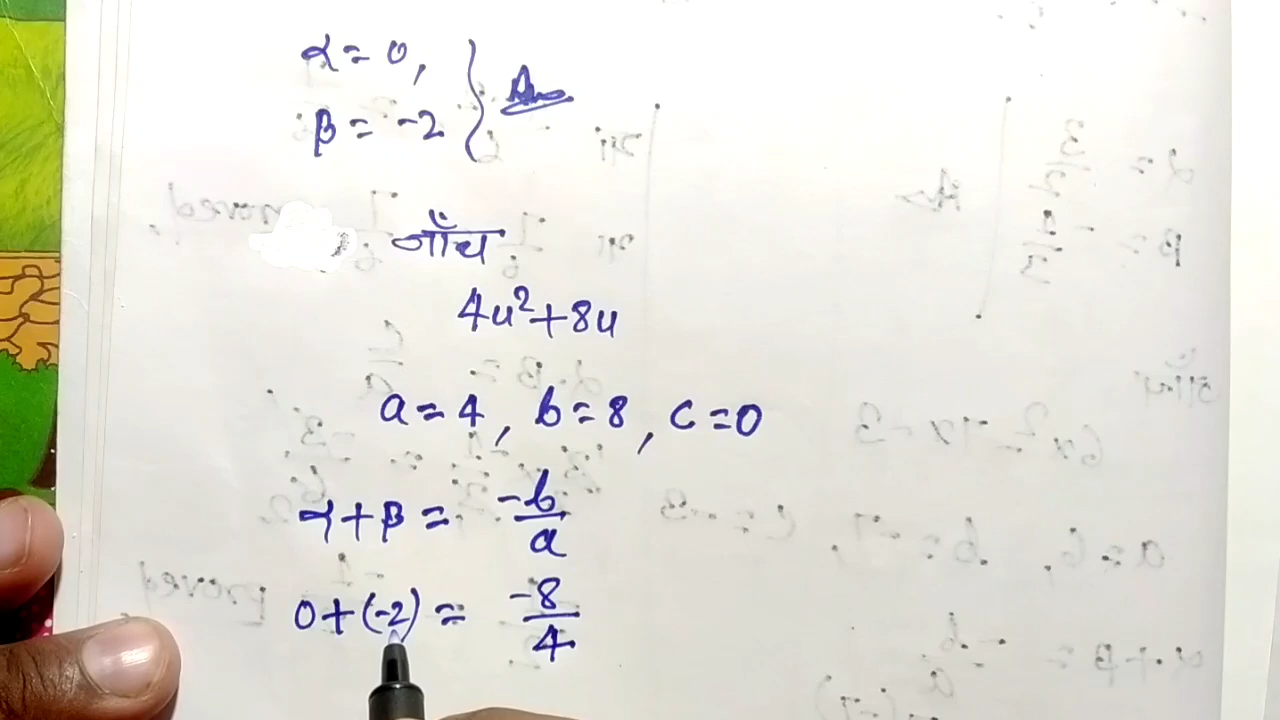 α = 0,
β = -2 } Ans
जाँच
4u²+8u
a = 4, b = 8, c = 0
α+β = -b/a
0+(-2) = -8/4